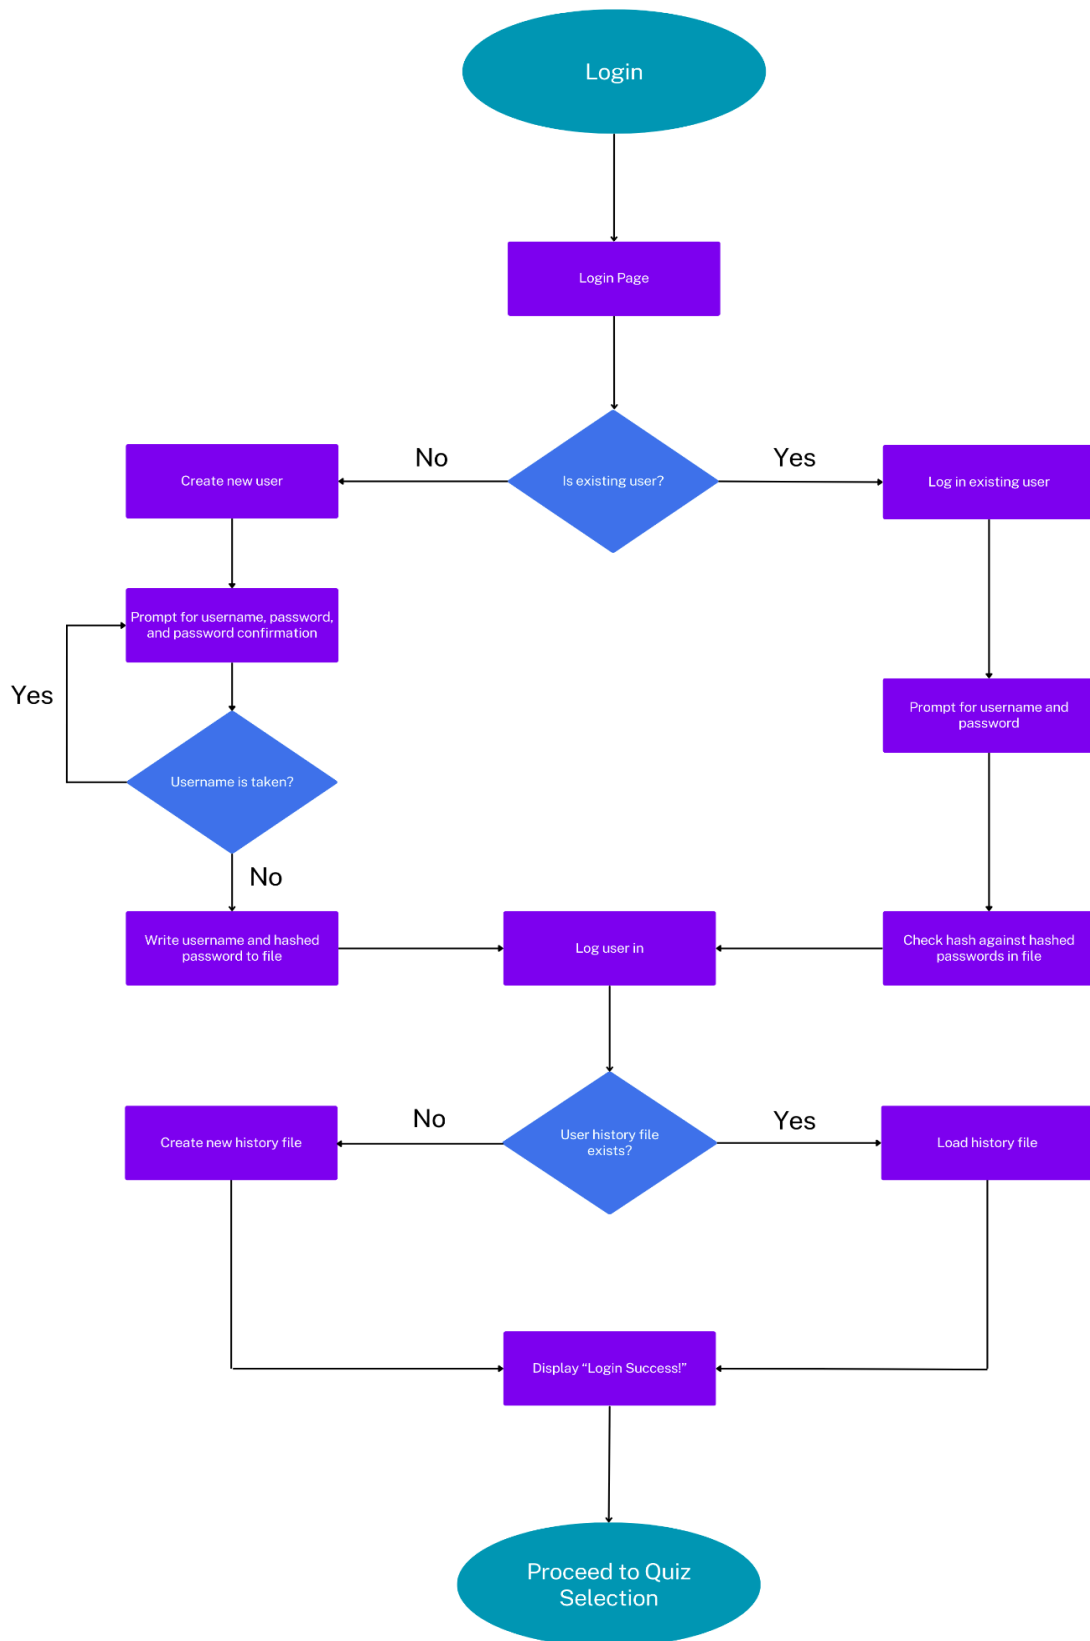 Login
Login Page
No
Yes
Create new user
Is existing user?
Log in existing user
Prompt for username, password,
and password confirmation
Yes
Prompt for username and
password
Username is taken?
No
Write username and hashed
password to file
Log user in
Check hash against hashed
passwords in file
No
Yes
Create new history file
User history file
exists?
Load history file
Display “Login Success!”
Proceed to Quiz
Selection